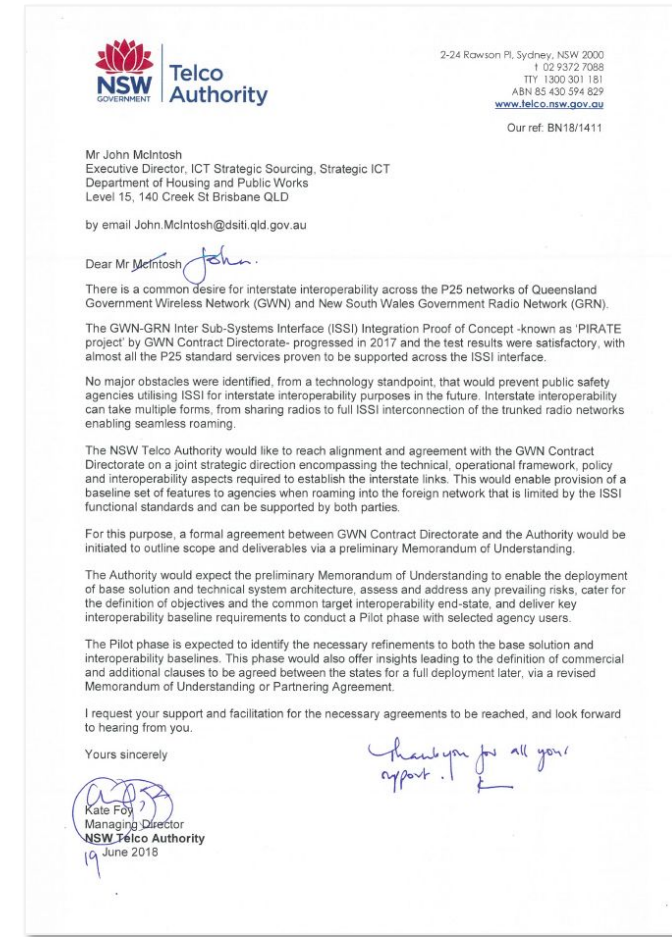 NSW
GOVERNMENT
Telco
Authority
2-24 Rawson Pl, Sydney, NSW 2000
t 02 9372 7088
TTY 1300 301 181
ABN 85 430 594 829
www.telco.nsw.gov.au
Our ref: BN18/1411
Mr John McIntosh
Executive Director, ICT Strategic Sourcing, Strategic ICT
Department of Housing and Public Works
Level 15, 140 Creek St Brisbane QLD
by email John.McIntosh@dsiti.qld.gov.au
Dear Mr McIntosh John.
There is a common desire for interstate interoperability across the P25 networks of Queensland
Government Wireless Network (GWN) and New South Wales Government Radio Network (GRN).
The GWN-GRN Inter Sub-Systems Interface (ISSI) Integration Proof of Concept -known as ‘PIRATE
project’ by GWN Contract Directorate- progressed in 2017 and the test results were satisfactory, with
almost all the P25 standard services proven to be supported across the ISSI interface.
No major obstacles were identified, from a technology standpoint, that would prevent public safety
agencies utilising ISSI for interstate interoperability purposes in the future. Interstate interoperability
can take multiple forms, from sharing radios to full ISSI interconnection of the trunked radio networks
enabling seamless roaming.
The NSW Telco Authority would like to reach alignment and agreement with the GWN Contract
Directorate on a joint strategic direction encompassing the technical, operational framework, policy
and interoperability aspects required to establish the interstate links. This would enable provision of a
baseline set of features to agencies when roaming into the foreign network that is limited by the ISSI
functional standards and can be supported by both parties.
For this purpose, a formal agreement between GWN Contract Directorate and the Authority would be
initiated to outline scope and deliverables via a preliminary Memorandum of Understanding.
The Authority would expect the preliminary Memorandum of Understanding to enable the deployment
of base solution and technical system architecture, assess and address any prevailing risks, cater for
the definition of objectives and the common target interoperability end-state, and deliver key
interoperability baseline requirements to conduct a Pilot phase with selected agency users.
The Pilot phase is expected to identify the necessary refinements to both the base solution and
interoperability baselines. This phase would also offer insights leading to the definition of commercial
and additional clauses to be agreed between the states for a full deployment later, via a revised
Memorandum of Understanding or Partnering Agreement.
I request your support and facilitation for the necessary agreements to be reached, and look forward
to hearing from you.
Yours sincerely
Thankyou for all your
support.!
Kate Foy
Managing Director
NSW Telco Authority
19 June 2018